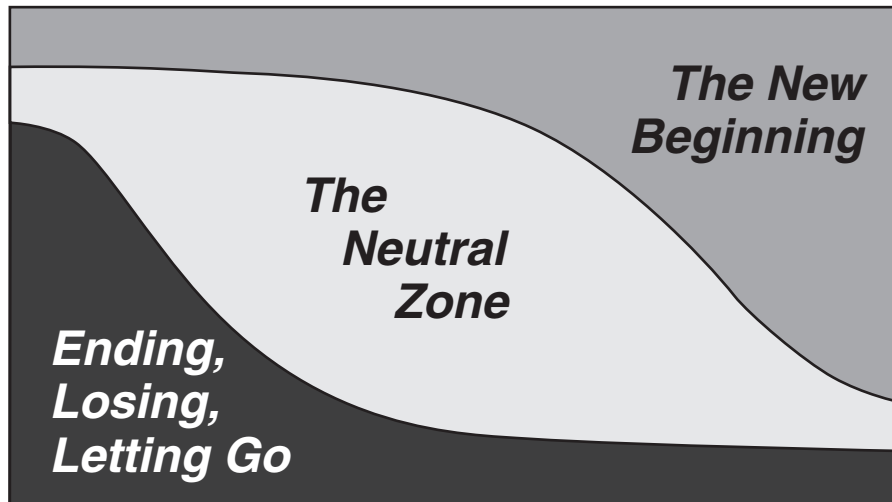 The New
Beginning
The
Neutral
Zone
Ending,
Losing,
Letting Go